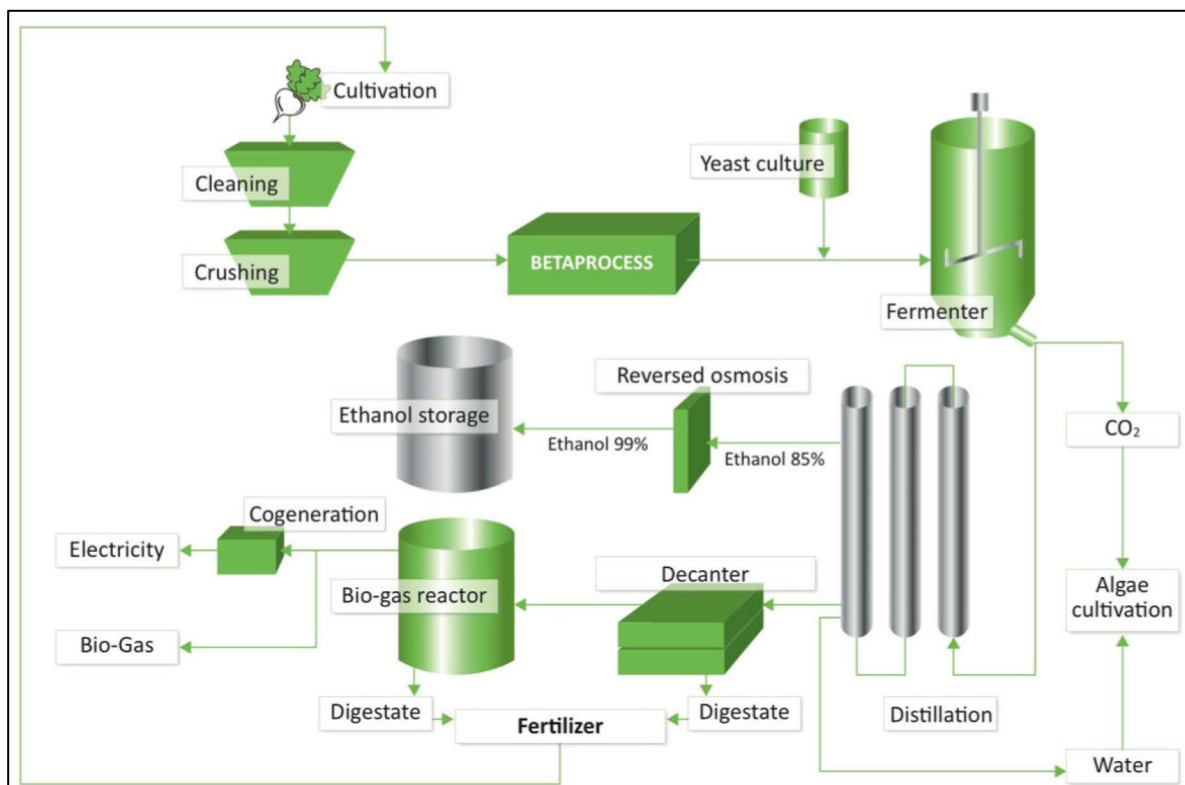 Cultivation
Cleaning
Crushing
BETAPROCESS
Yeast culture
Fermenter
Reversed osmosis
Ethanol storage
Ethanol 99%
Ethanol 85%
CO₂
Cogeneration
Electricity
Bio-gas reactor
Decanter
Algae
cultivation
Bio-Gas
Digestate
Fertilizer
Digestate
Distillation
Water